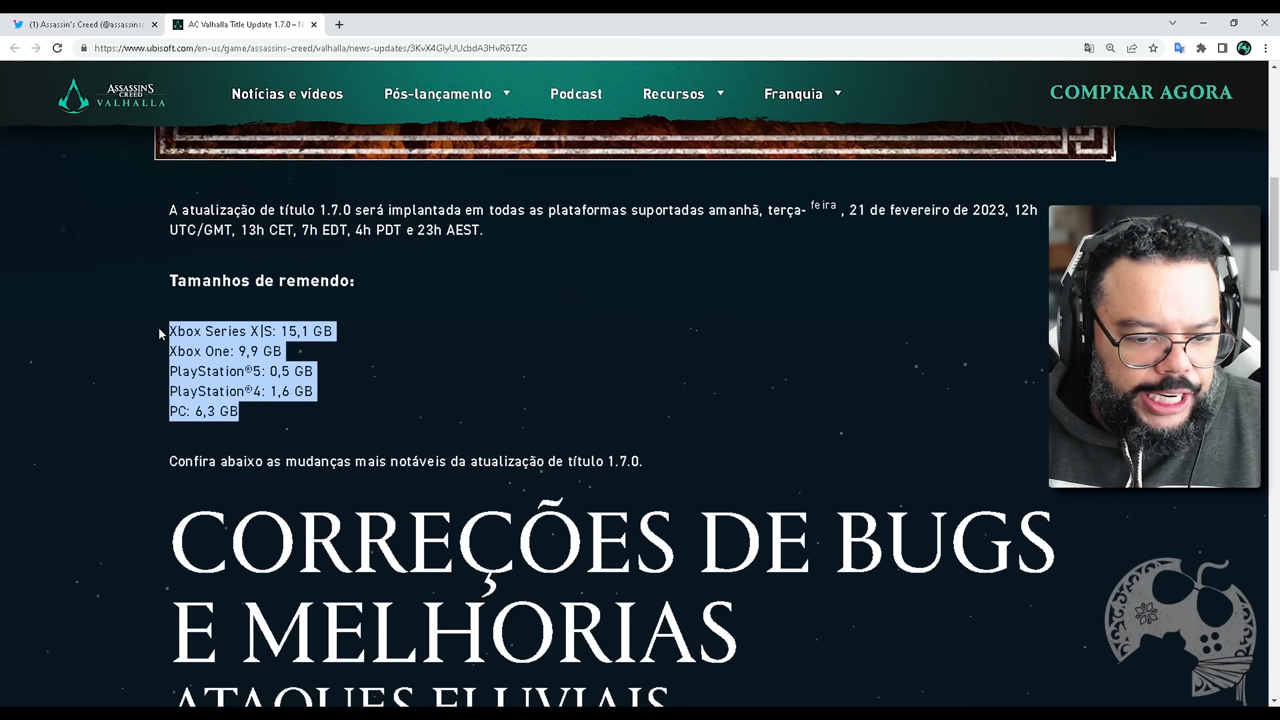 (1) Assassin's Creed (@assassins
AC Valhalla Title Update 1.7.0 – N
https://www.ubisoft.com/en-us/game/assassins-creed/valhalla/news-updates/3KvX4GlyUUcbdA3HvR6TZG
ASSASSIN'S
CREED
VALHALLA
Notícias e vídeos
Pós-lançamento
Podcast
Recursos
Franquia
COMPRAR AGORA
A atualização de título 1.7.0 será implantada em todas as plataformas suportadas amanhã, terça- feira , 21 de fevereiro de 2023, 12h
UTC/GMT, 13h CET, 7h EDT, 4h PDT e 23h AEST.
Tamanhos de remendo:
Xbox Series X|S: 15,1 GB
Xbox One: 9,9 GB
PlayStation®5: 0,5 GB
PlayStation®4: 1,6 GB
PC: 6,3 GB
Confira abaixo as mudanças mais notáveis da atualização de título 1.7.0.
CORREÇÕES DE BUGS
E MELHORIAS
ATAQUES FLUVIAIS